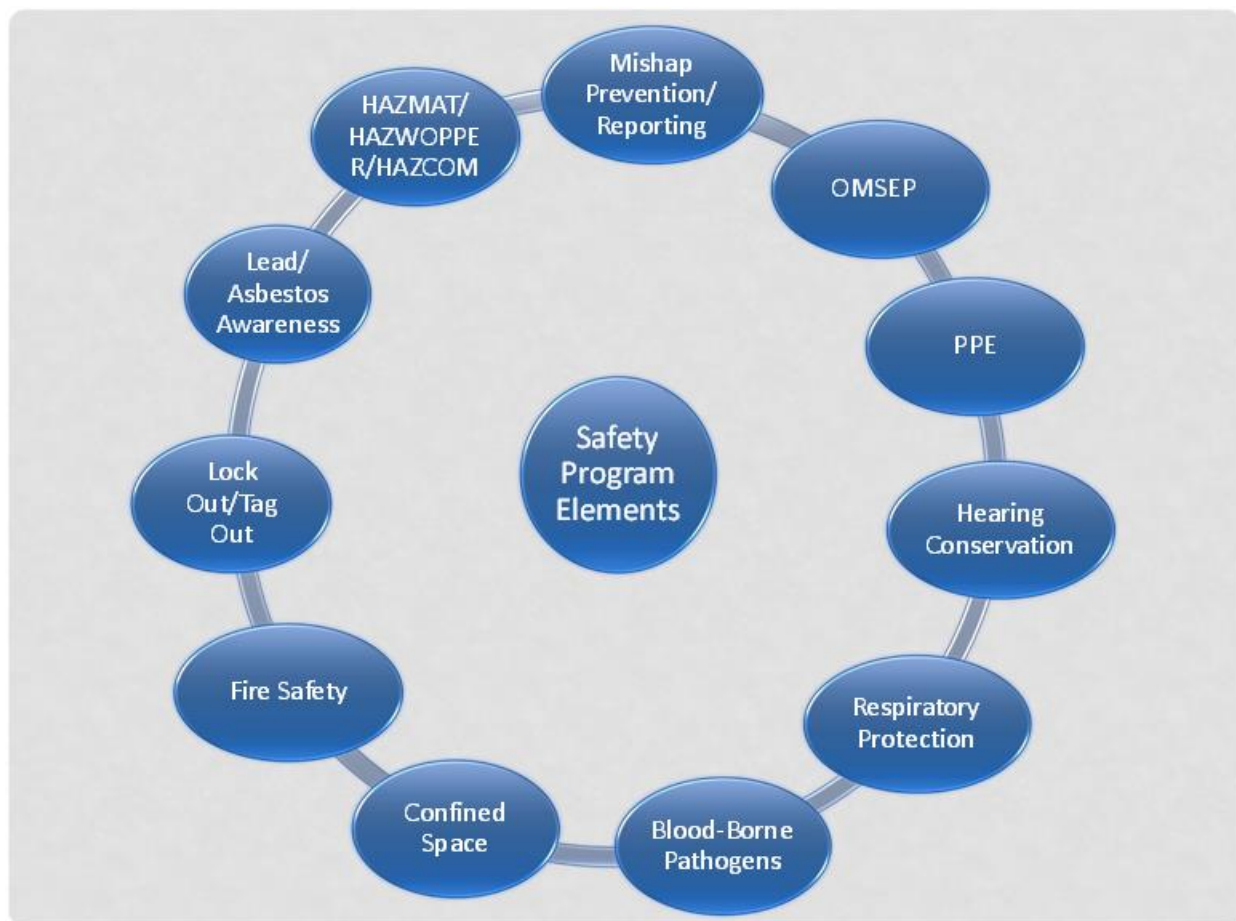 Mishap
Prevention/
Reporting
OMSEP
PPE
Hearing
Conservation
Respiratory
Protection
Blood-Borne
Pathogens
Confined
Space
Fire Safety
Lock
Out/Tag
Out
Lead/
Asbestos
Awareness
HAZMAT/
HAZWOPPE
R/HAZCOM
Safety
Program
Elements